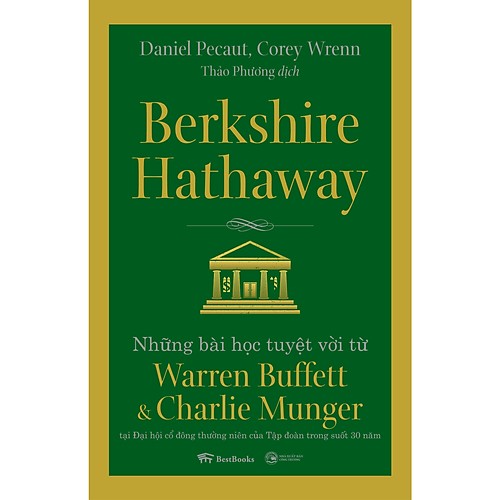 Daniel Pecaut, Corey Wrenn
Thảo Phương dịch
Berkshire
Hathaway
Những bài học tuyệt vời từ
Warren Buffett
& Charlie Munger
tại Đại hội cổ đông thường niên của Tập đoàn trong suốt 30 năm
BestBooks